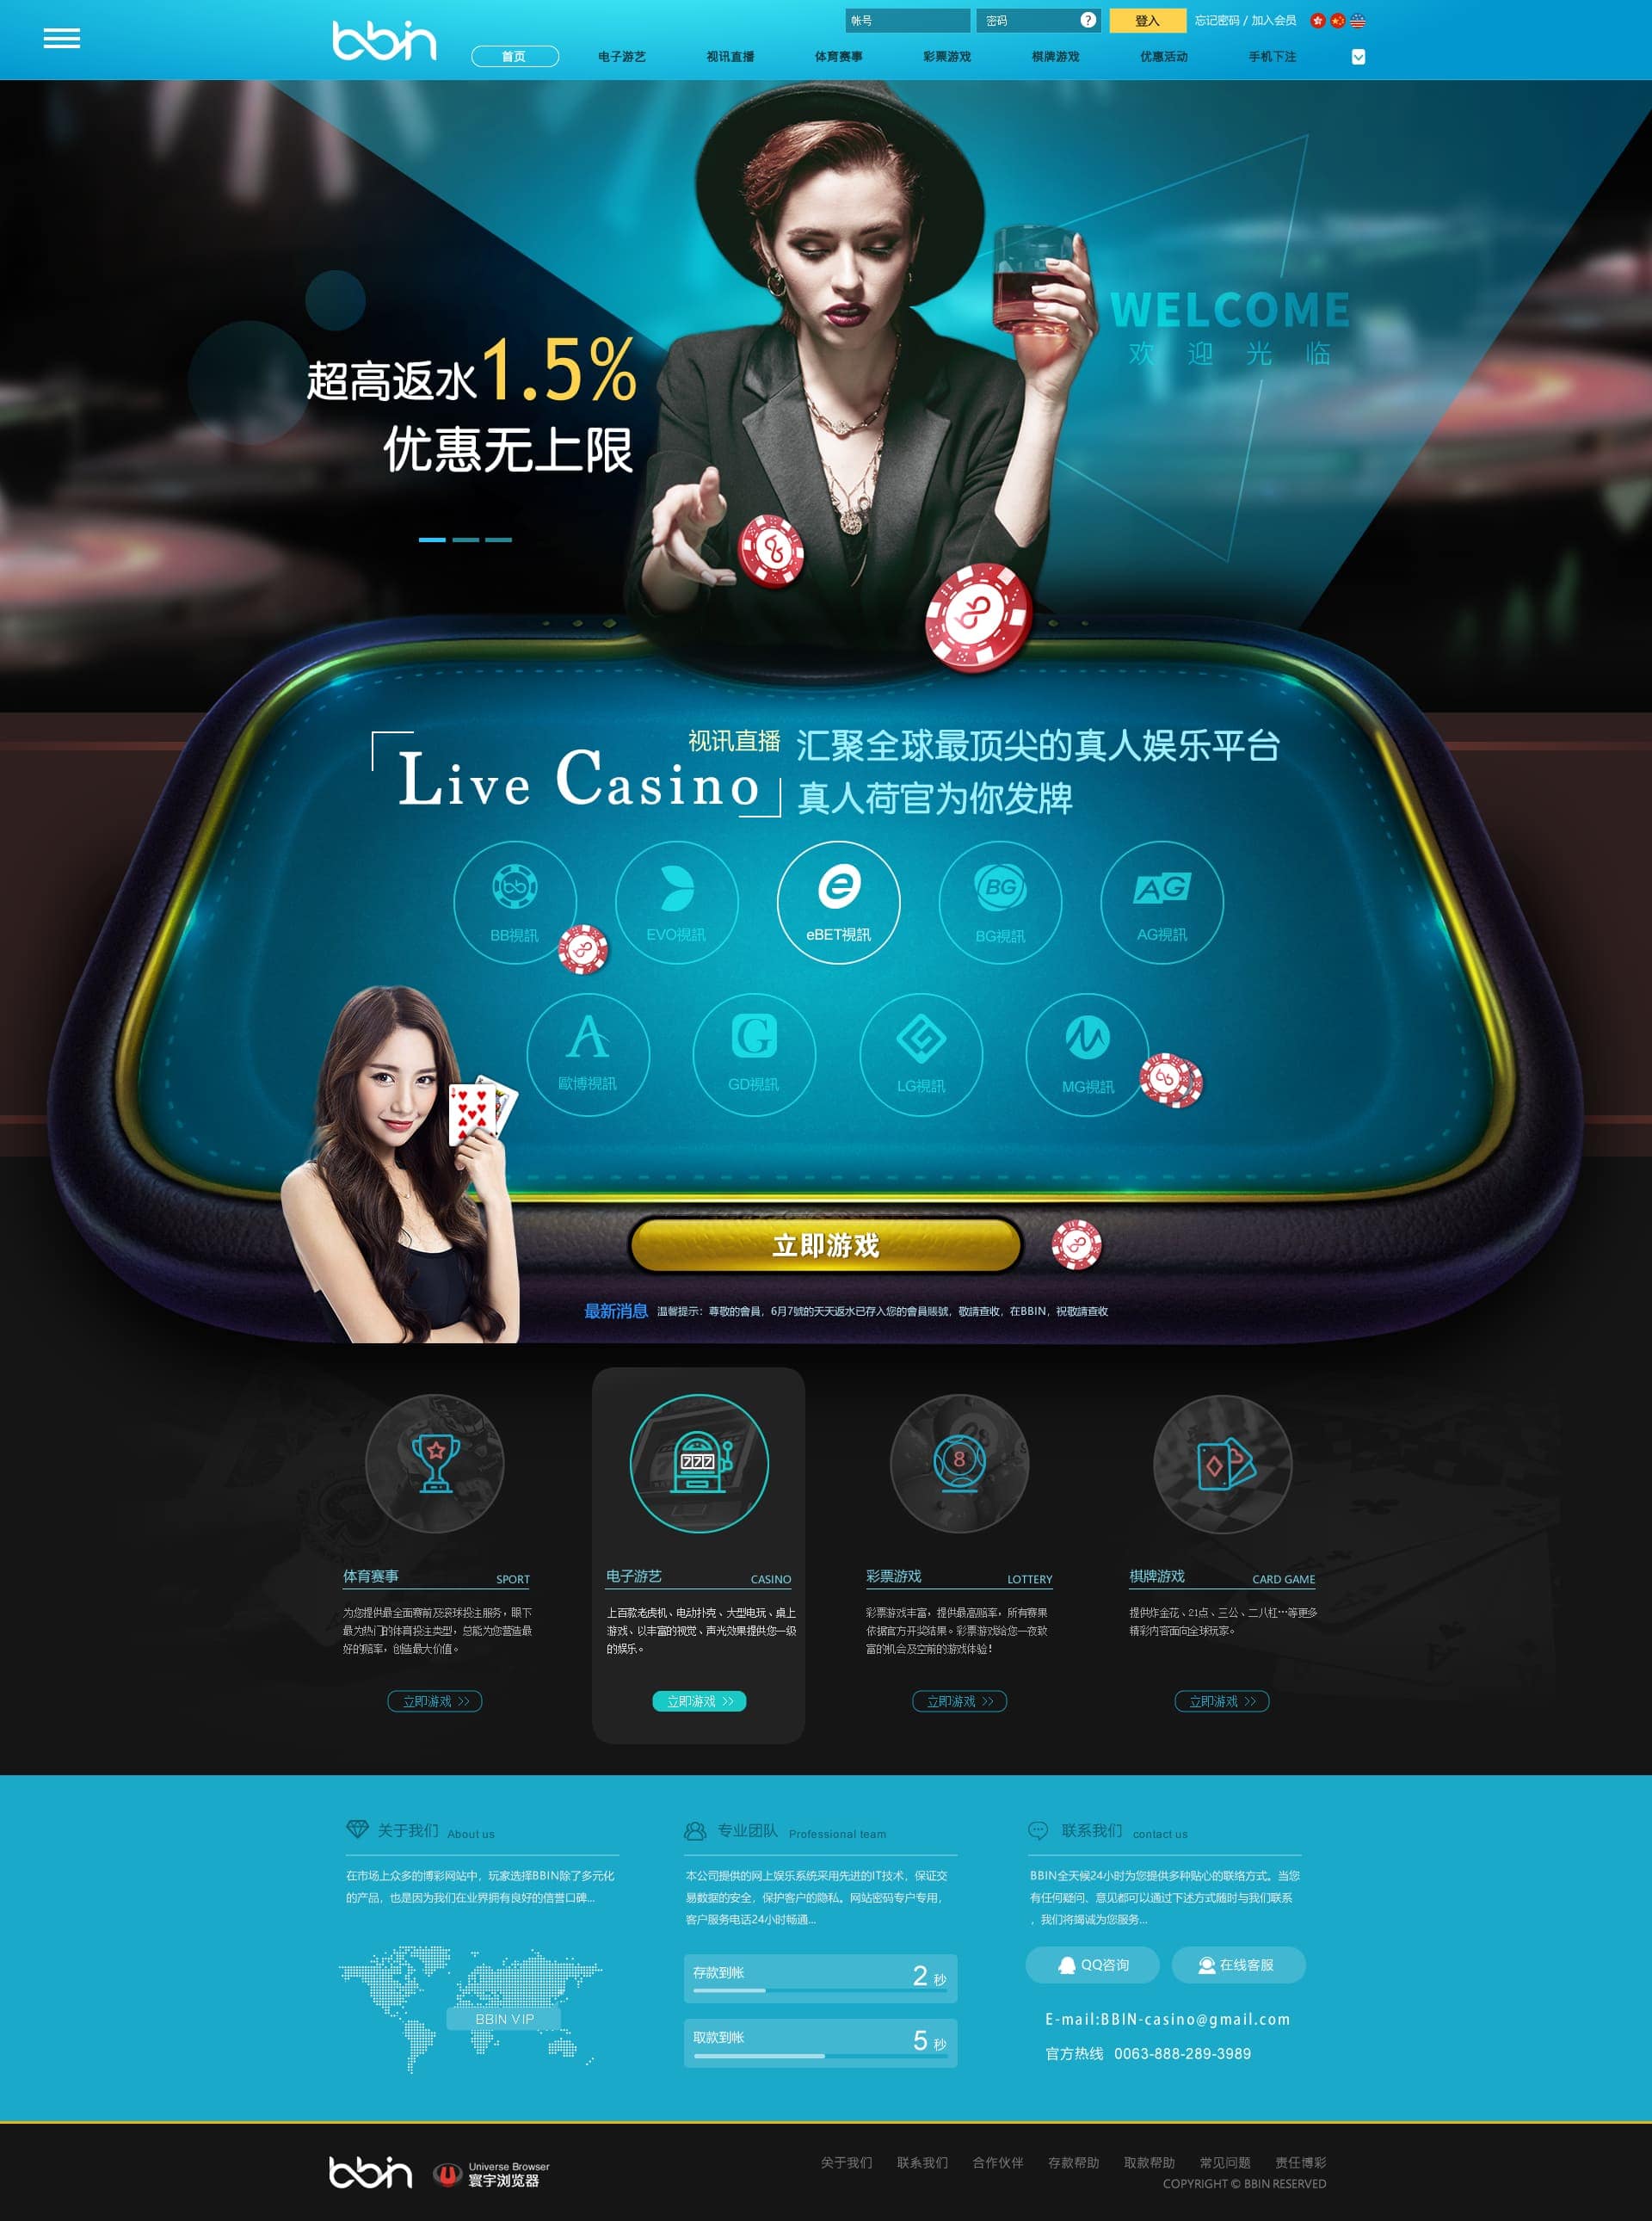 帐号
密码
?
登入
忘记密码 / 加入会员
bbin
首页
电子游艺
视讯直播
体育赛事
彩票游戏
棋牌游戏
优惠活动
手机下注
WELCOME
欢迎光临
超高返水1.5%
优惠无上限
Live Casino
视讯直播
汇聚全球最顶尖的真人娱乐平台
真人荷官为你发牌
BB視訊
EVO視訊
eBET視訊
BG
BG視訊
AG
AG視訊
歐博視訊
GD視訊
LG視訊
MG視訊
立即游戏
最新消息 温馨提示：尊敬的會員，6月7號的天天返水已存入您的會員賬號，敬請查收，在BBIN，祝敬請查收
777
8
体育赛事 SPORT
为您提供最全面赛前及滚球投注服务，眼下
最为热门的体育投注类型，总能为您营造最
好的赔率，创造最大价值。
立即游戏 >>
电子游艺 CASINO
上百款老虎机、电动扑克、大型电玩、桌上
游戏、以丰富的视觉、声光效果提供您一级
的娱乐。
立即游戏 >>
彩票游戏 LOTTERY
彩票游戏丰富，提供最高赔率，所有赛果
依据官方开奖结果。彩票游戏给您一夜致
富的机会及空前的游戏体验！
立即游戏 >>
棋牌游戏 CARD GAME
提供炸金花、21点、三公、二八杠…等更多
精彩内容面向全球玩家。
立即游戏 >>
关于我们 About us
在市场上众多的博彩网站中，玩家选择BBIN除了多元化
的产品，也是因为我们在业界拥有良好的信誉口碑...
BBIN VIP
专业团队 Professional team
本公司提供的网上娱乐系统采用先进的IT技术，保证交
易数据的安全，保护客户的隐私。网站密码专户专用，
客户服务电话24小时畅通...
存款到帐 2 秒
取款到帐 5 秒
联系我们 contact us
BBIN全天候24小时为您提供多种贴心的联络方式。当您
有任何疑问、意见都可以通过下述方式随时与我们联系
，我们将竭诚为您服务...
QQ咨询
在线客服
E-mail:BBIN-casino@gmail.com
官方热线 0063-888-289-3989
bbin
Universe Browser
寰宇浏览器
关于我们 联系我们 合作伙伴 存款帮助 取款帮助 常见问题 责任博彩
COPYRIGHT © BBIN RESERVED